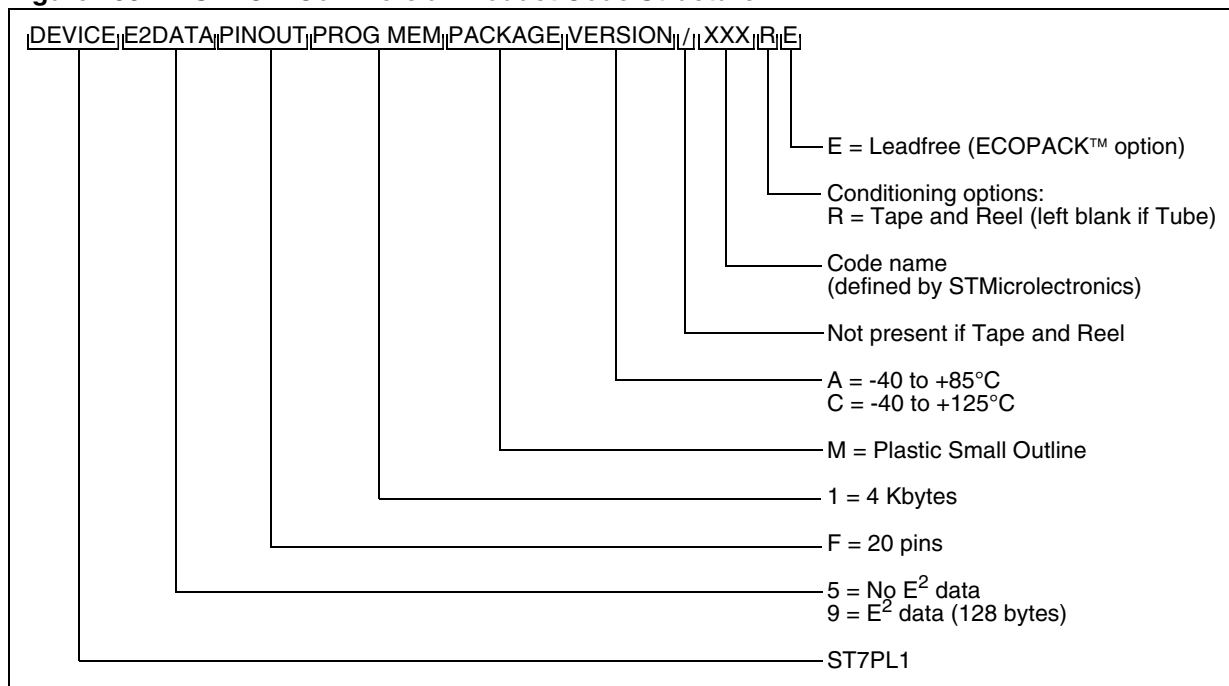 DEVICE E2DATA PINOUT PROG MEM PACKAGE VERSION / XXX R E
E = Leadfree (ECOPACK™ option)
Conditioning options:
R = Tape and Reel (left blank if Tube)
Code name
(defined by STMicrolectronics)
Not present if Tape and Reel
A = -40 to +85°C
C = -40 to +125°C
M = Plastic Small Outline
1 = 4 Kbytes
F = 20 pins
5 = No E² data
9 = E² data (128 bytes)
ST7PL1